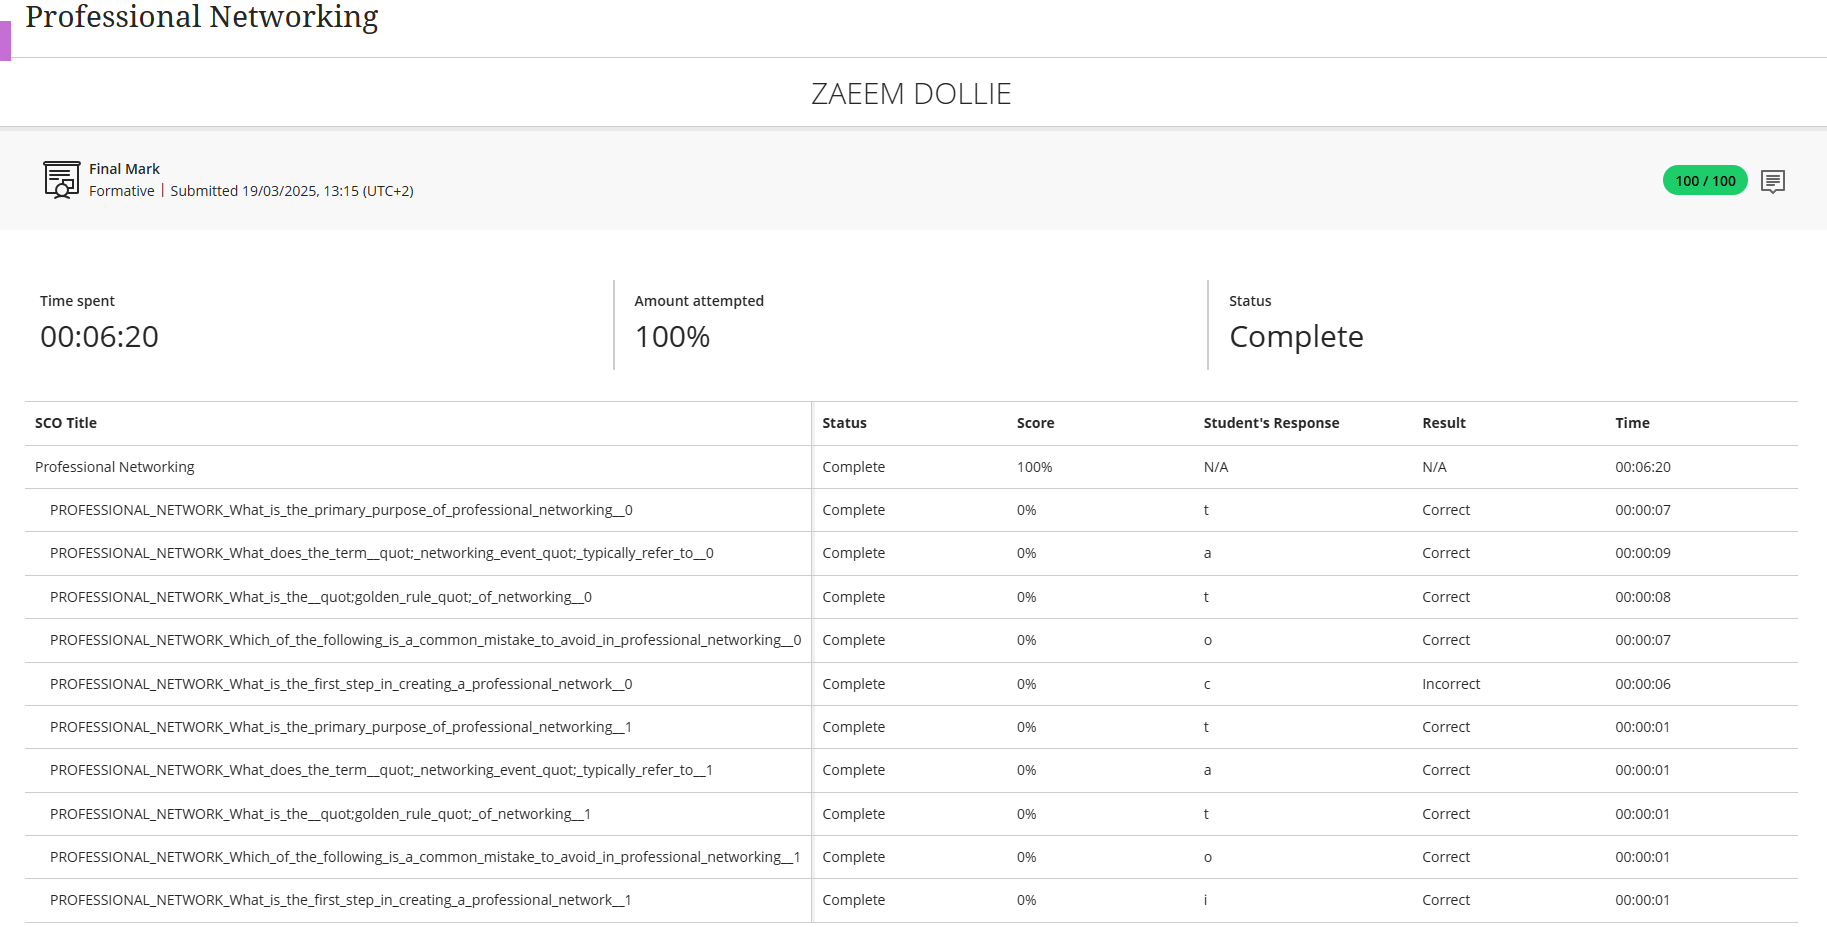 Professional Networking
ZAEEM DOLLIE
Final Mark
Formative | Submitted 19/03/2025, 13:15 (UTC+2)
100 / 100
Time spent
00:06:20
Amount attempted
100%
Status
Complete
SCO Title Status Score Student's Response Result Time
Professional Networking Complete 100% N/A N/A 00:06:20
PROFESSIONAL_NETWORK_What_is_the_primary_purpose_of_professional_networking__0 Complete 0% t Correct 00:00:07
PROFESSIONAL_NETWORK_What_does_the_term__quot;_networking_event_quot;_typically_refer_to__0 Complete 0% a Correct 00:00:09
PROFESSIONAL_NETWORK_What_is_the__quot;golden_rule_quot;_of_networking__0 Complete 0% t Correct 00:00:08
PROFESSIONAL_NETWORK_Which_of_the_following_is_a_common_mistake_to_avoid_in_professional_networking__0 Complete 0% o Correct 00:00:07
PROFESSIONAL_NETWORK_What_is_the_first_step_in_creating_a_professional_network__0 Complete 0% c Incorrect 00:00:06
PROFESSIONAL_NETWORK_What_is_the_primary_purpose_of_professional_networking__1 Complete 0% t Correct 00:00:01
PROFESSIONAL_NETWORK_What_does_the_term__quot;_networking_event_quot;_typically_refer_to__1 Complete 0% a Correct 00:00:01
PROFESSIONAL_NETWORK_What_is_the__quot;golden_rule_quot;_of_networking__1 Complete 0% t Correct 00:00:01
PROFESSIONAL_NETWORK_Which_of_the_following_is_a_common_mistake_to_avoid_in_professional_networking__1 Complete 0% o Correct 00:00:01
PROFESSIONAL_NETWORK_What_is_the_first_step_in_creating_a_professional_network__1 Complete 0% i Correct 00:00:01